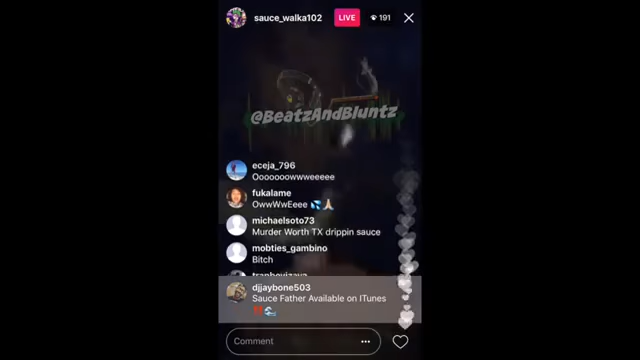 sauce_walka102
LIVE
191
@BeatzAndBluntz
eceja_796
Ooooooowwweeeee
fukalame
OwwWwEeee 💦🙏🏻
michaelsoto73
Murder Worth TX drippin sauce
mobties_gambino
Bitch
djjaybone503
Sauce Father Available on ITunes
‼️🌊
Comment